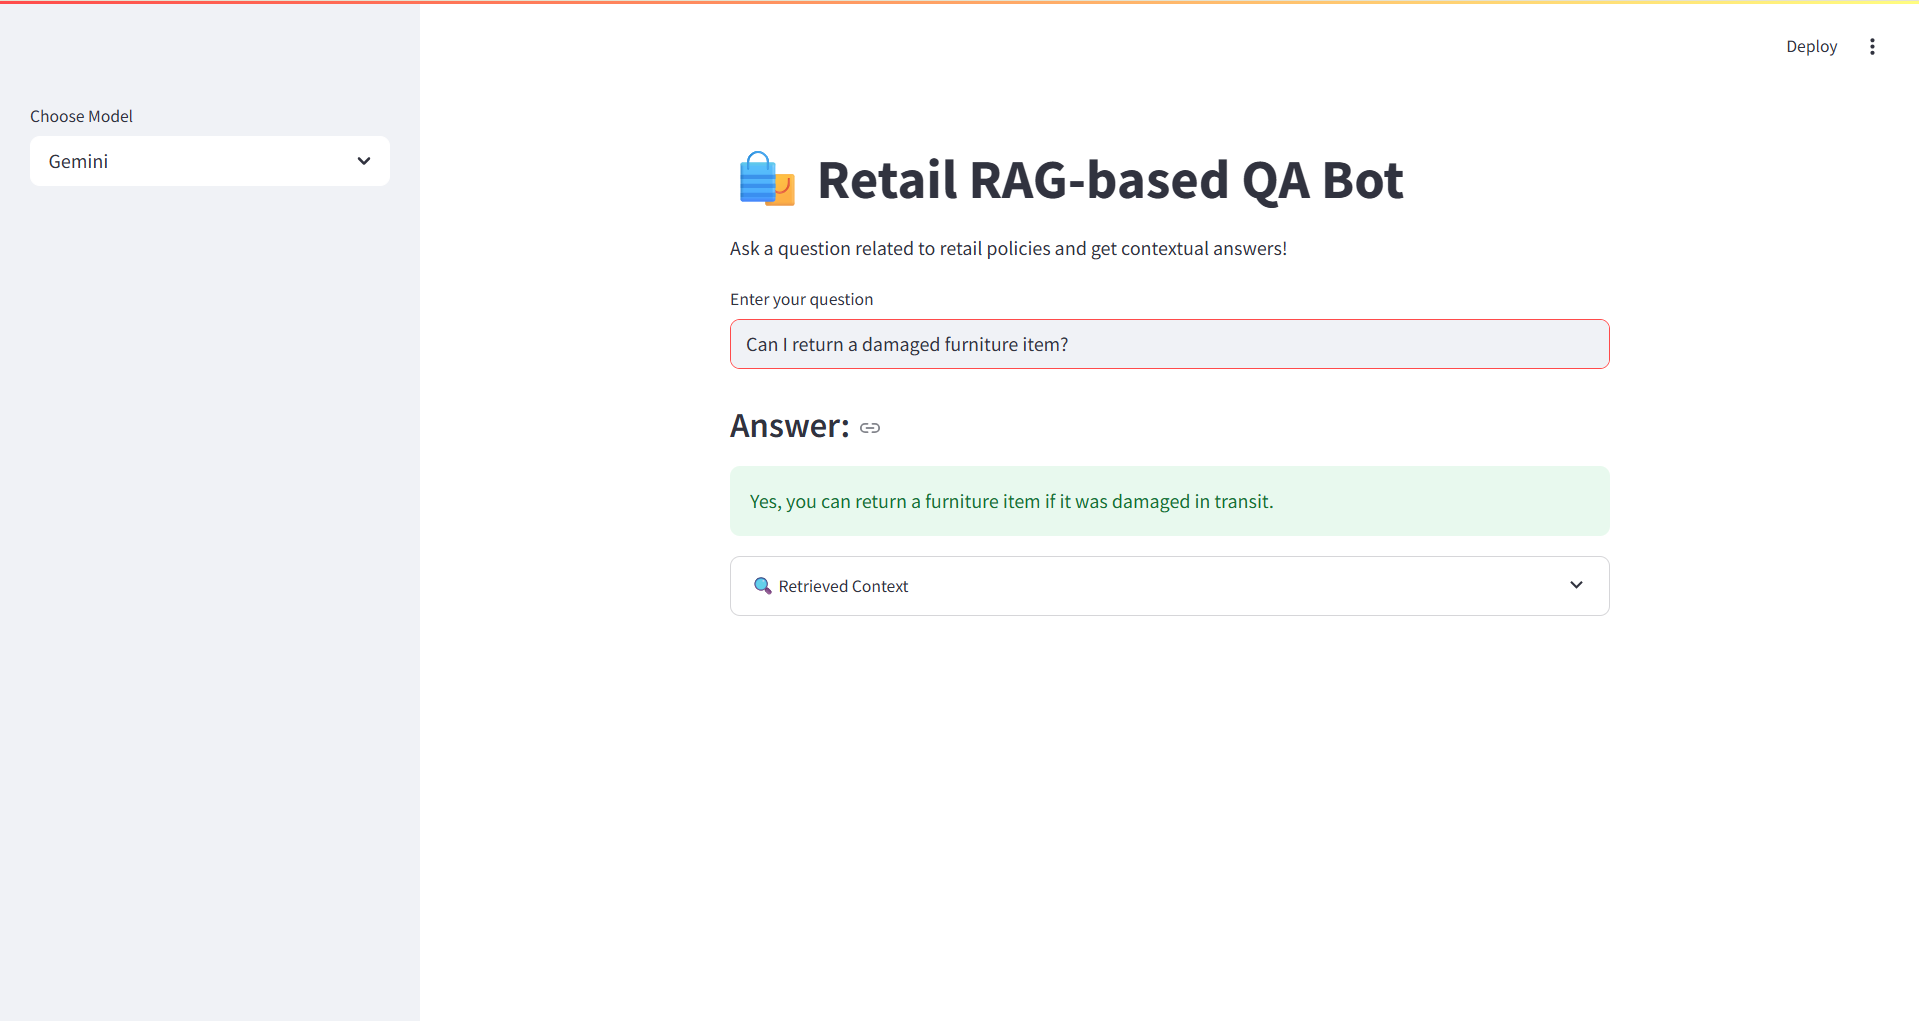 Deploy
Choose Model
Gemini
Retail RAG-based QA Bot
Ask a question related to retail policies and get contextual answers!
Enter your question
Can I return a damaged furniture item?
Answer:
Yes, you can return a furniture item if it was damaged in transit.
Retrieved Context